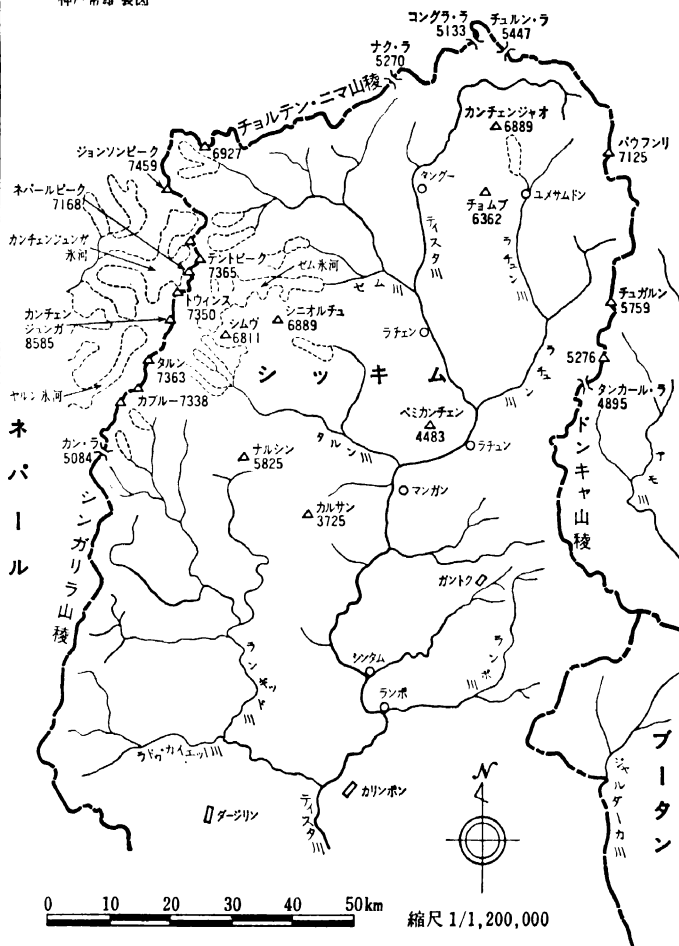 コングラ・ラ
5133
チュルン・ラ
5447
ナク・ラ
5270
チョルテン・ニマ山稜
カンチェンジャオ
6889
パウフンリ
7125
ジョンソンピーク
7459
6927
ネパールピーク
7168
タングー
チョムブ
6362
ユメサムドン
カンチェンジュンガ
氷河
テントピーク
7365
ゼム氷河
ゼム川
ティスタ川
ラチュン川
トウィンス
7350
シニオルチュ
6889
シムヴ
6811
カンチェン
ジュンガ
8585
チュガルン
5759
ラチェン
タルン
7363
シッキム
ラチュン川
5276
タンカール・ラ
4895
ヤルン氷河
カブルー7338
ペミカンチェン
4483
ネパール
カン・ラ
5084
タルン川
ラチュン
ナルシン
5825
マンガン
カルサン
3725
ドンキャ山稜
アモ川
シンガリラ山稜
ガントク
ランポ川
シンタム
ランポ
ランギッド川
ブータン
ジャルダーカ川
カリンポン
ダージリン
ティスタ川
N
0 10 20 30 40 50km
縮尺 1/1,200,000